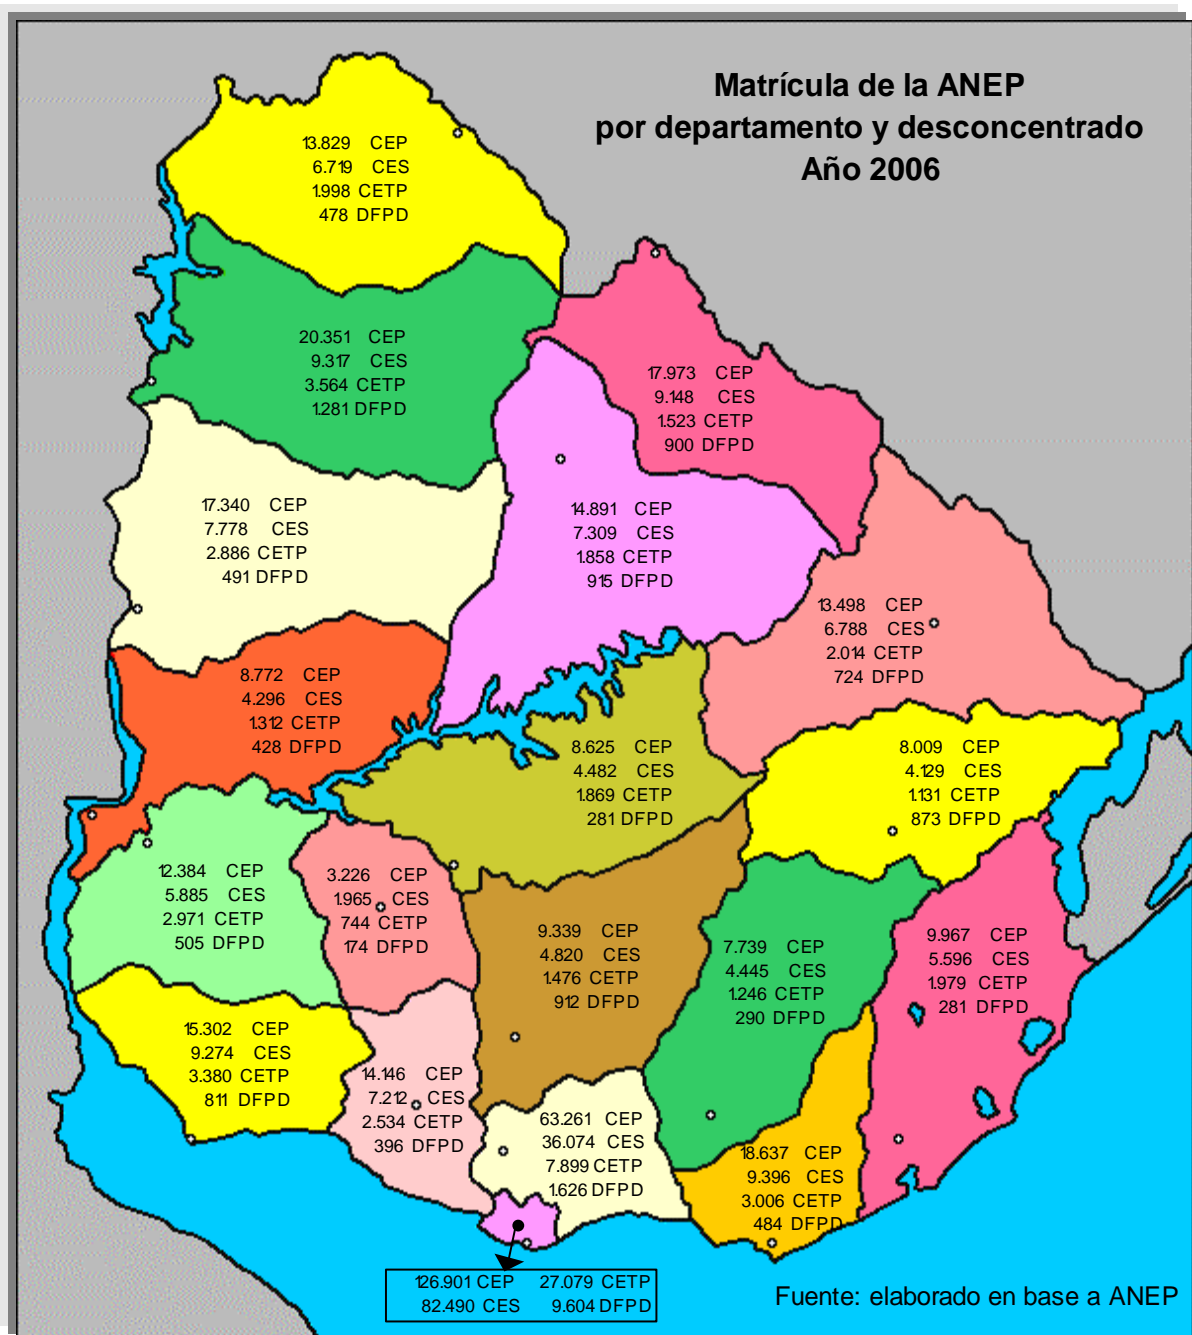 Matrícula de la ANEP
por departamento y desconcentrado
Año 2006
13.829 CEP
6.719 CES
1.998 CETP
478 DFPD
20.351 CEP
9.317 CES
3.564 CETP
1.281 DFPD
17.973 CEP
9.148 CES
1.523 CETP
900 DFPD
17.340 CEP
7.778 CES
2.886 CETP
491 DFPD
14.891 CEP
7.309 CES
1.858 CETP
915 DFPD
13.498 CEP
6.788 CES
2.014 CETP
724 DFPD
8.772 CEP
4.296 CES
1.312 CETP
428 DFPD
8.625 CEP
4.482 CES
1.869 CETP
281 DFPD
8.009 CEP
4.129 CES
1.131 CETP
873 DFPD
12.384 CEP
5.885 CES
2.971 CETP
505 DFPD
3.226 CEP
1.965 CES
744 CETP
174 DFPD
9.339 CEP
4.820 CES
1.476 CETP
912 DFPD
7.739 CEP
4.445 CES
1.246 CETP
290 DFPD
9.967 CEP
5.596 CES
1.979 CETP
281 DFPD
15.302 CEP
9.274 CES
3.380 CETP
811 DFPD
14.146 CEP
7.212 CES
2.534 CETP
396 DFPD
63.261 CEP
36.074 CES
7.899 CETP
1.626 DFPD
18.637 CEP
9.396 CES
3.006 CETP
484 DFPD
126.901 CEP 27.079 CETP
82.490 CES 9.604 DFPD
Fuente: elaborado en base a ANEP